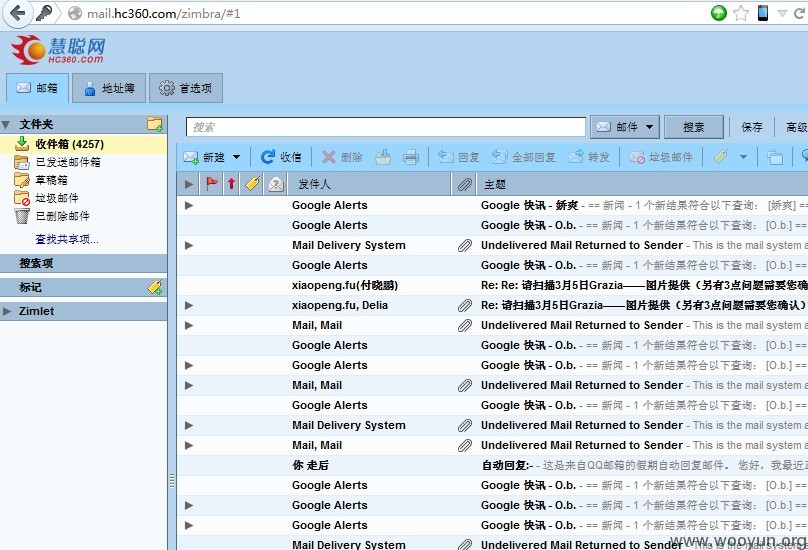 mail.hc360.com/zimbra/#1
慧聪网
HC360.com
邮箱 地址簿 首选项
文件夹
收件箱 (4257)
已发送邮件箱
草稿箱
垃圾邮件
已删除邮件
查找共享项...
搜索项
标记
Zimlet
搜索 邮件 搜索 保存 高级
新建 收信 删除 回复 全部回复 转发 垃圾邮件
发件人 主题
Google Alerts Google 快讯 - 娇爽 - == 新闻 - 1 个新结果符合以下查询: [娇爽] ==
Google Alerts Google 快讯 - O.b. - == 新闻 - 1 个新结果符合以下查询: [O.b.] ==
Mail Delivery System Undelivered Mail Returned to Sender - This is the mail system a
Google Alerts Google 快讯 - O.b. - == 新闻 - 1 个新结果符合以下查询: [O.b.] ==
xiaopeng.fu(付晓鹏) Re: Re: 请扫描3月5日Grazia——图片提供（另有3点问题需要您确
xiaopeng.fu, Delia Re: 请扫描3月5日Grazia——图片提供（另有3点问题需要您确认）
Mail, Mail Undelivered Mail Returned to Sender - This is the mail system a
Google Alerts Google 快讯 - O.b. - == 新闻 - 1 个新结果符合以下查询: [O.b.] ==
Google Alerts Google 快讯 - O.b. - == 新闻 - 1 个新结果符合以下查询: [O.b.] ==
Mail, Mail Undelivered Mail Returned to Sender - This is the mail system a
Google Alerts Google 快讯 - O.b. - == 新闻 - 1 个新结果符合以下查询: [O.b.] ==
Mail Delivery System Undelivered Mail Returned to Sender - This is the mail system a
Mail, Mail Undelivered Mail Returned to Sender - This is the mail system a
你 走后 自动回复:- - 这是来自QQ邮箱的假期自动回复邮件。 您好，我最近正
Google Alerts Google 快讯 - O.b. - == 新闻 - 1 个新结果符合以下查询: [O.b.] ==
Google Alerts Google 快讯 - O.b. - == 新闻 - 1 个新结果符合以下查询: [O.b.] ==
Google Alerts Google 快讯 - O.b. - == 新闻 - 1 个新结果符合以下查询: [O.b.] ==
Mail Delivery System Undelivered Mail Returned to Sender - This is the mail system
www.wooyun.org